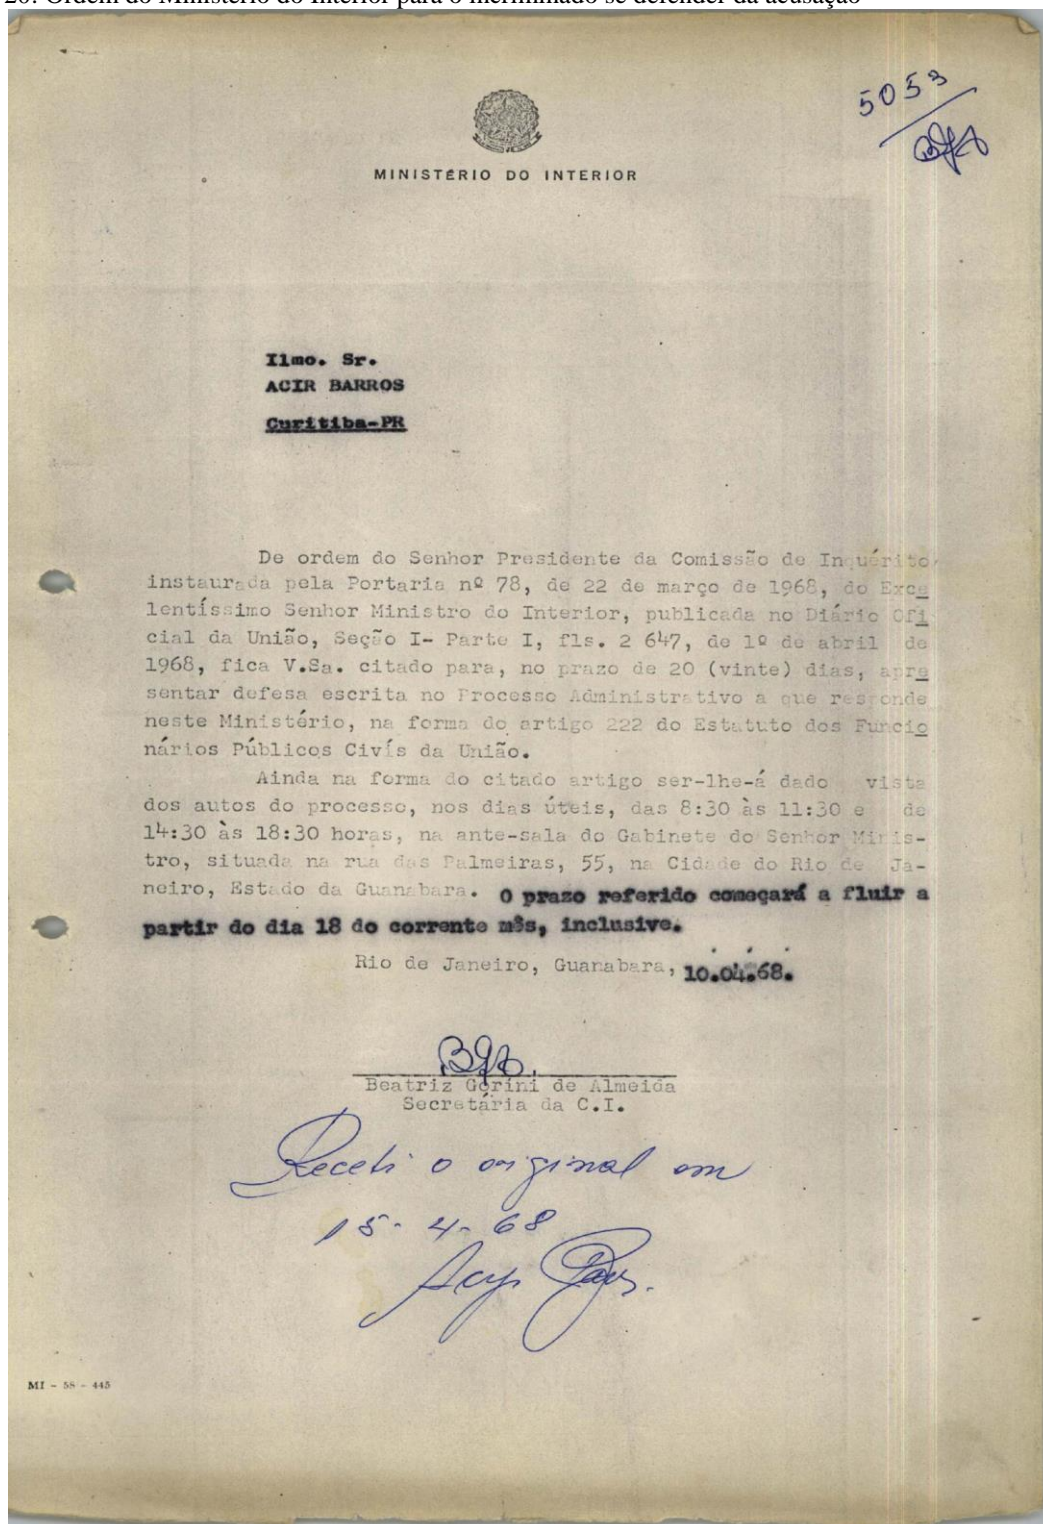 20: Ordem do Ministério do Interior para o incriminado se defender da acusação
5053
BGA
MINISTÉRIO DO INTERIOR
Ilmo. Sr.
ACIR BARROS
Curitiba-PR
De ordem do Senhor Presidente da Comissão de Inquérito,
instaurada pela Portaria nº 78, de 22 de março de 1968, do Exce
lentíssimo Senhor Ministro do Interior, publicada no Diário Ofi
cial da União, Seção I- Parte I, fls. 2 647, de 1º de abril de
1968, fica V.Sa. citado para, no prazo de 20 (vinte) dias, apre
sentar defesa escrita no Processo Administrativo a que responde
neste Ministério, na forma do artigo 222 do Estatuto dos Funcio
nários Públicos Civís da União.
Ainda na forma do citado artigo ser-lhe-á dado vista
dos autos do processo, nos dias úteis, das 8:30 às 11:30 e de
14:30 às 18:30 horas, na ante-sala do Gabinete do Senhor Minis-
tro, situada na rua das Palmeiras, 55, na Cidade do Rio de Ja-
neiro, Estado da Guanabara. O prazo referido começará a fluir a
partir do dia 18 do corrente mês, inclusive.
Rio de Janeiro, Guanabara, 10.04.68.
BGA.
Beatriz Gorini de Almeida
Secretária da C.I.
Recebi o original em
15-4-68
MI - 58 - 445